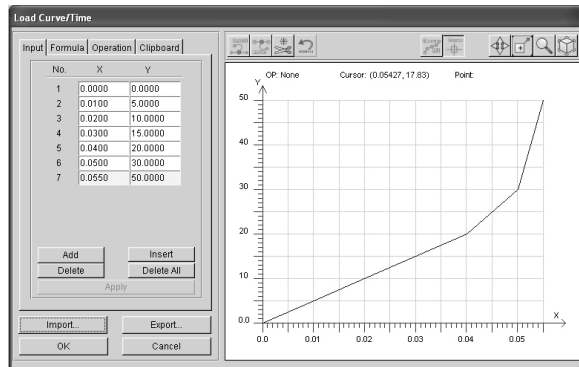 Load Curve/Time
Input Formula Operation Clipboard
No. X Y
1 0.0000 0.0000
2 0.0100 5.0000
3 0.0200 10.0000
4 0.0300 15.0000
5 0.0400 20.0000
6 0.0500 30.0000
7 0.0550 50.0000
Add Insert
Delete Delete All
Apply
Import... Export...
OK Cancel
OP: None Cursor: (0.05427, 17.83) Point:
Y
50
40
30
20
10
0.0
X
0.0 0.01 0.02 0.03 0.04 0.05